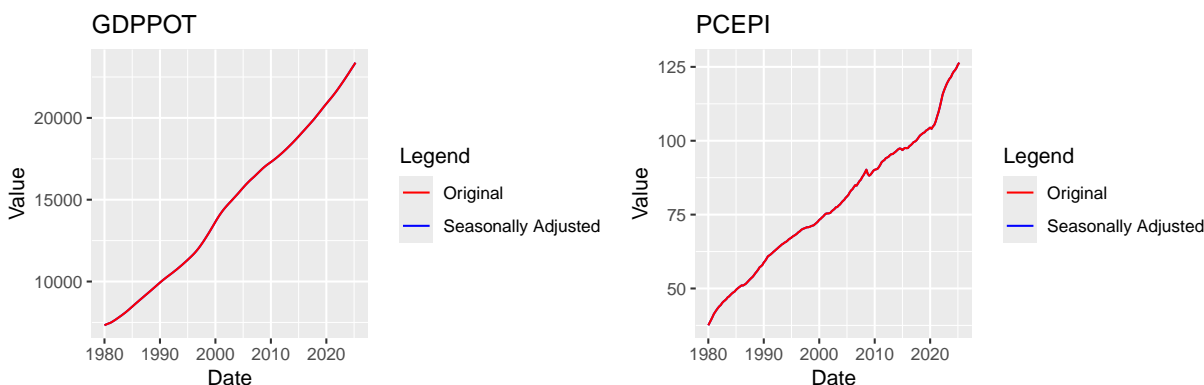 GDPPOT
20000
15000
10000
Value
1980 1990 2000 2010 2020
Date
Legend
Original
Seasonally Adjusted
PCEPI
125
100
75
50
Value
1980 1990 2000 2010 2020
Date
Legend
Original
Seasonally Adjusted